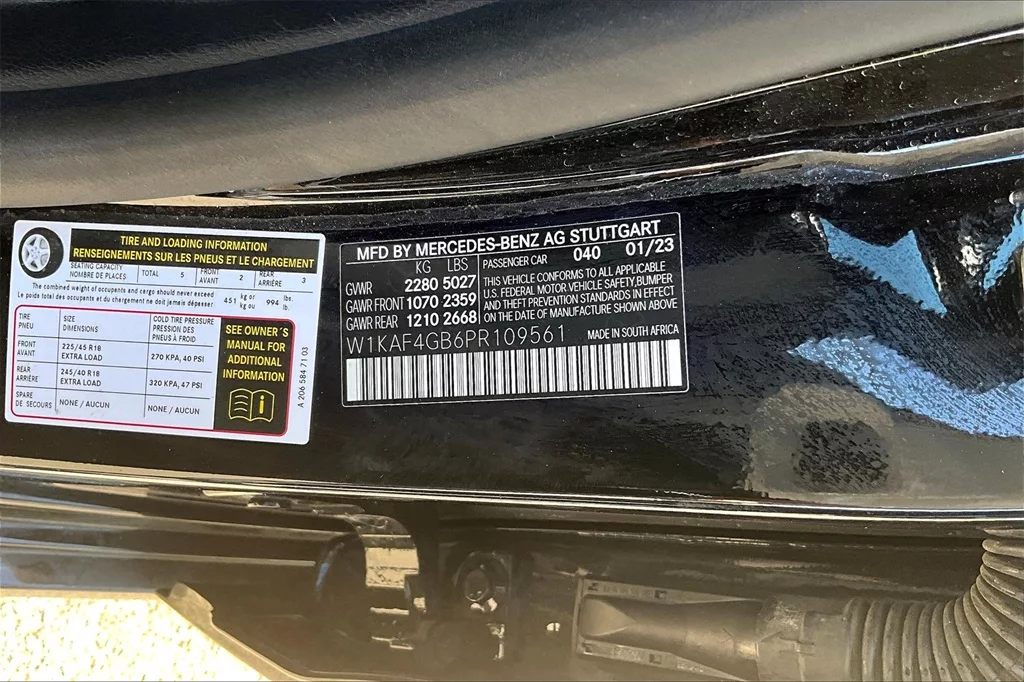 TIRE AND LOADING INFORMATION
RENSEIGNEMENTS SUR LES PNEUS ET LE CHARGEMENT
SEATING CAPACITY
NOMBRE DE PLACES
TOTAL 5
FRONT
AVANT
2
REAR
ARRIÈRE
3
The combined weight of occupants and cargo should never exceed
Le poids total des occupants et du chargement ne doit jamais dépasser
451 kg or
kg ou
994 lbs.
lb.
TIRE
PNEU
SIZE
DIMENSIONS
COLD TIRE PRESSURE
PRESSION DES
PNEUS À FROID
FRONT
AVANT
225/45 R18
EXTRA LOAD
270 KPA, 40 PSI
REAR
ARRIÈRE
245/40 R18
EXTRA LOAD
320 KPA, 47 PSI
SPARE
DE SECOURS
NONE / AUCUN
NONE / AUCUN
SEE OWNER´S
MANUAL FOR
ADDITIONAL
INFORMATION
A 206 584 71 03
MFD BY MERCEDES-BENZ AG STUTTGART
KG LBS
PASSENGER CAR 040 01/23
GVWR 2280 5027
GAWR FRONT 1070 2359
GAWR REAR 1210 2668
THIS VEHICLE CONFORMS TO ALL APPLICABLE
U.S. FEDERAL MOTOR VEHICLE SAFETY, BUMPER
AND THEFT PREVENTION STANDARDS IN EFFECT
ON THE DATE OF MANUFACTURE SHOWN ABOVE
W1KAF4GB6PR109561
MADE IN SOUTH AFRICA